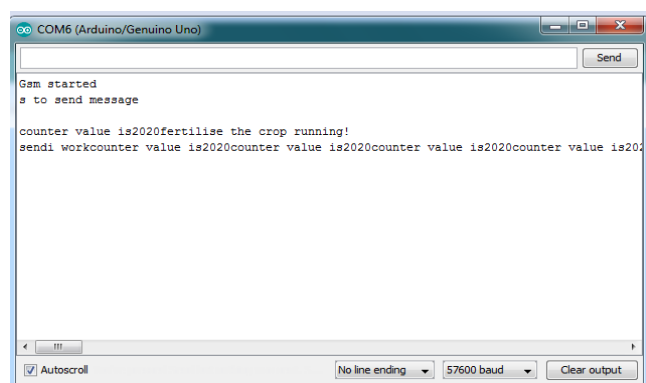 COM6 (Arduino/Genuino Uno)
Send
Gsm started
s to send message
counter value is2020fertilise the crop running!
sendi workcounter value is2020counter value is2020counter value is2020counter value is202
Autoscroll
No line ending
57600 baud
Clear output